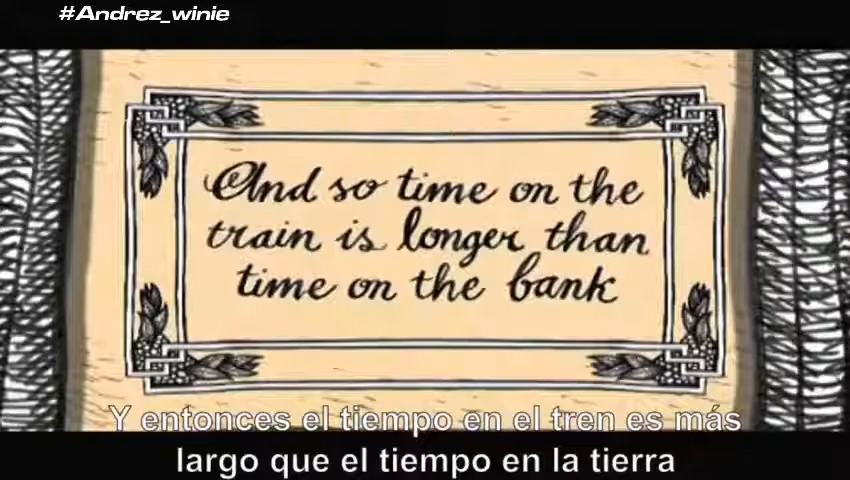 #Andrez_winie
And so time on the
train is longer than
time on the bank
Y entonces el tiempo en el tren es más
largo que el tiempo en la tierra